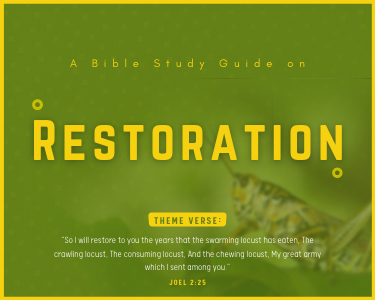 A Bible Study Guide on
RESTORATION
THEME VERSE:
"So I will restore to you the years that the swarming locust has eaten, The
crawling locust, The consuming locust, And the chewing locust, My great army
which I sent among you."
JOEL 2:25